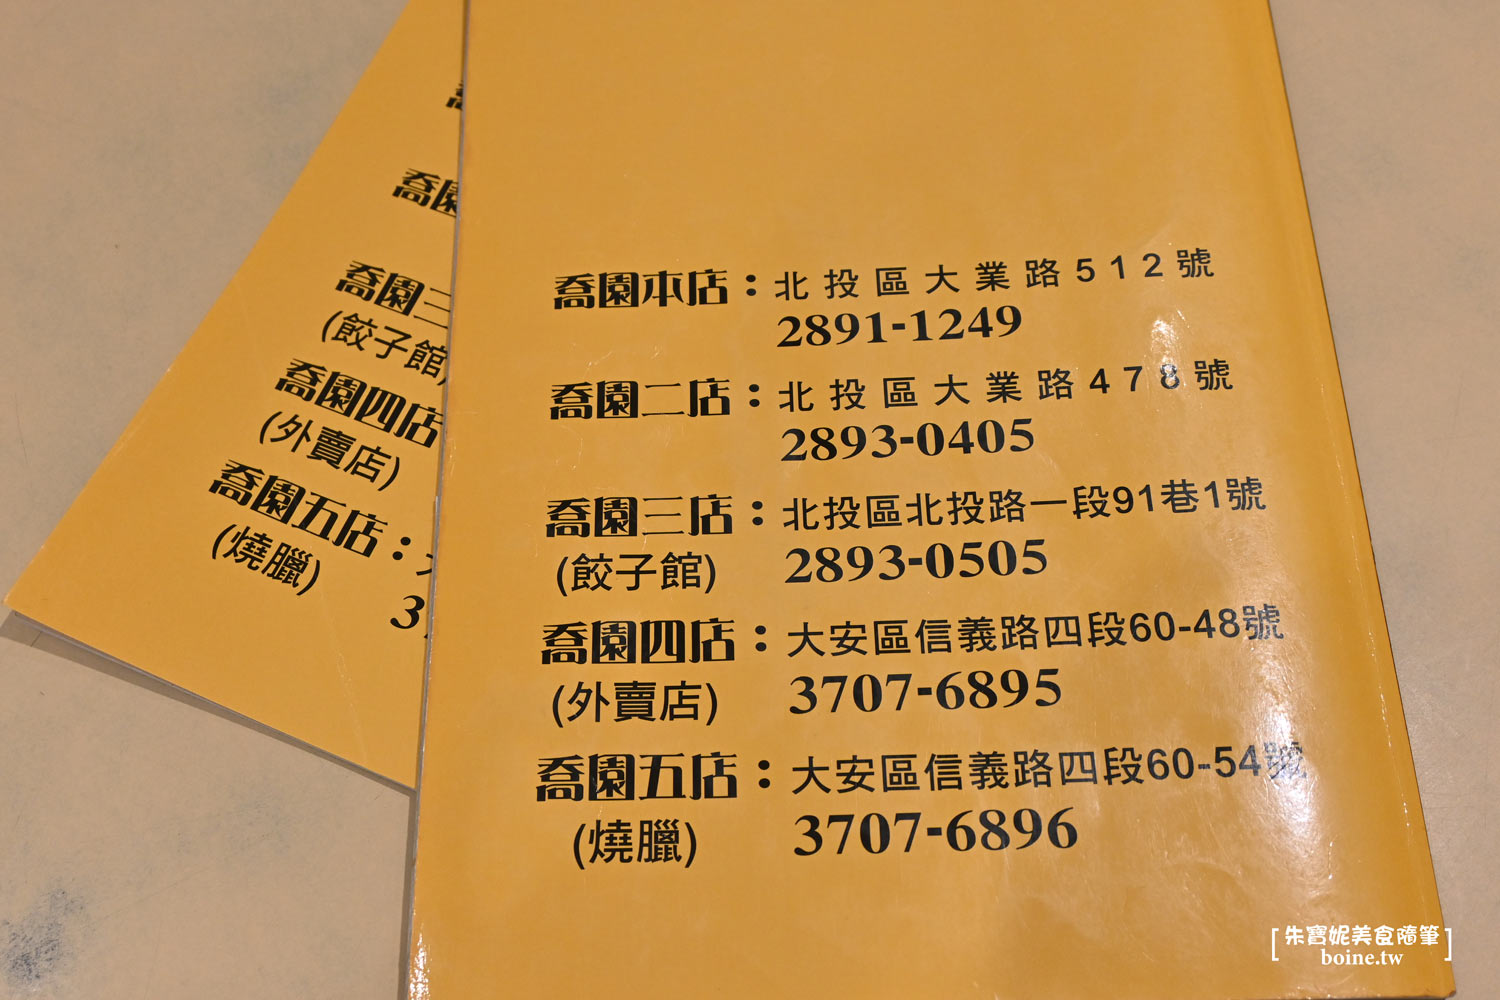 喬園本店：北投區大業路512號
2891-1249
喬園二店：北投區大業路478號
2893-0405
喬園三店：北投區北投路一段91巷1號
(餃子館) 2893-0505
喬園四店：大安區信義路四段60-48號
(外賣店) 3707-6895
喬園五店：大安區信義路四段60-54號
(燒臘) 3707-6896
喬園
喬園三
(餃子館)
喬園四店
(外賣店)
喬園五店：
(燒臘)
3
朱寶妮美食隨筆
boine.tw